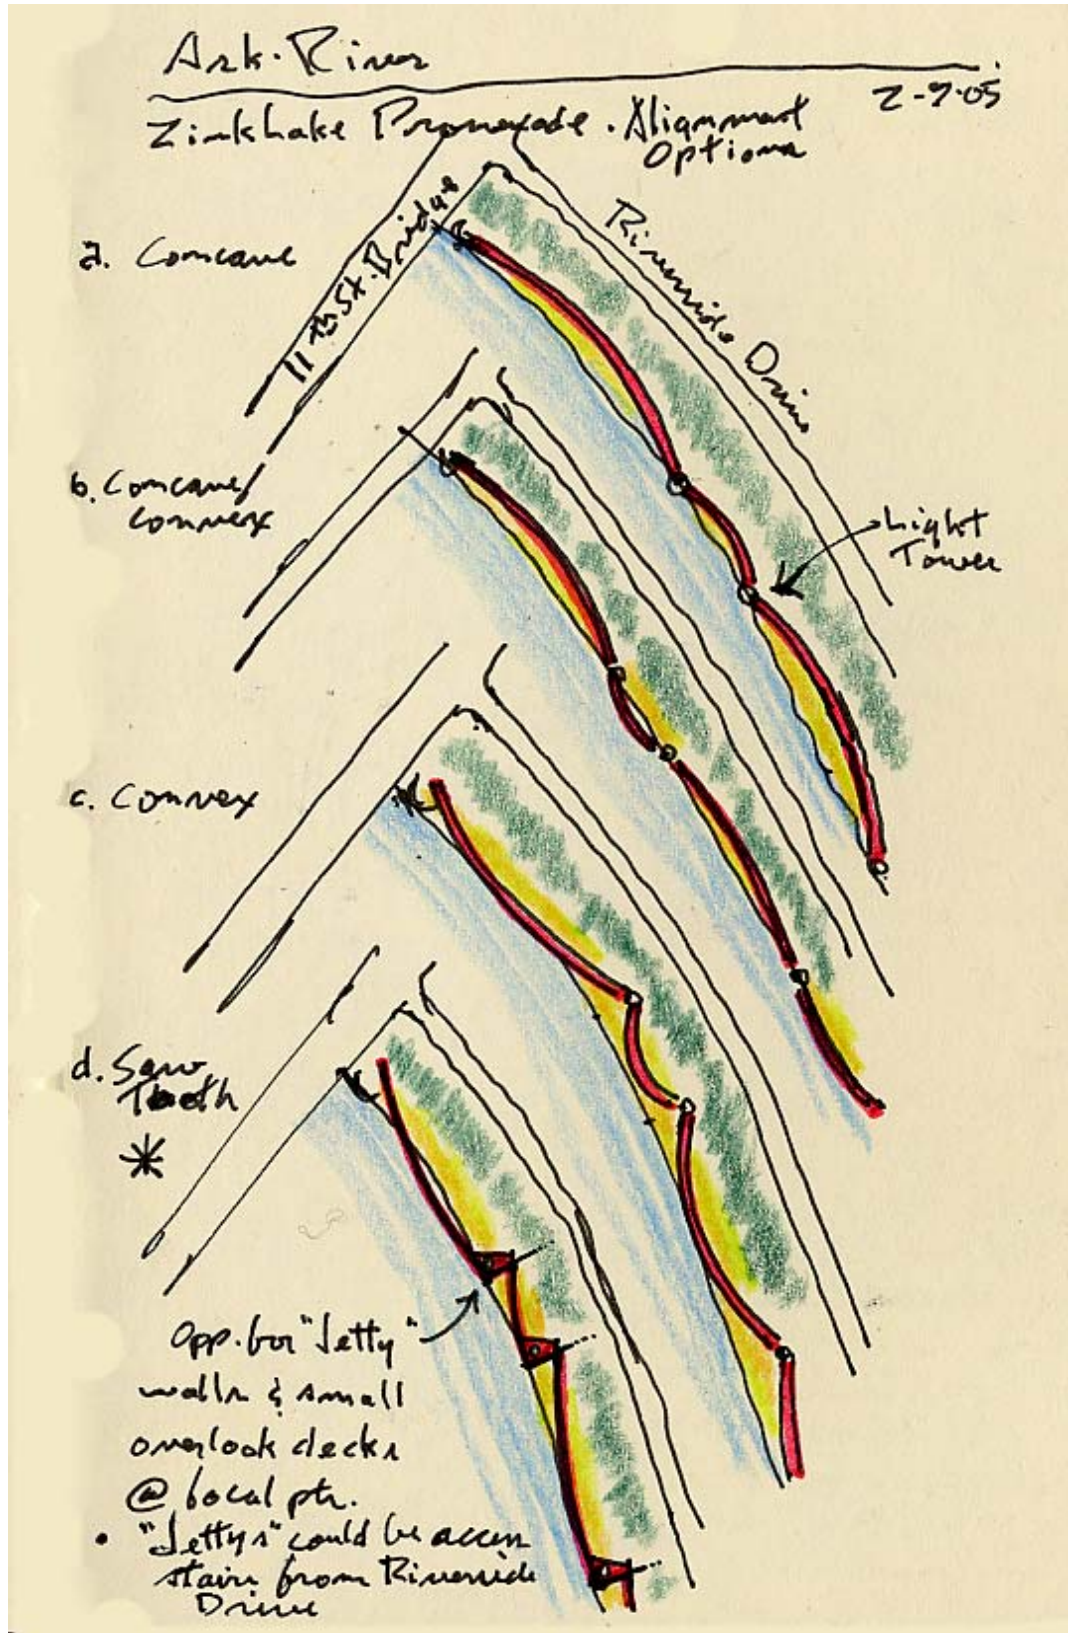 Ark. River
2-9-05
Zink Lake Promenade. Alignment
Options
a. Concave
11th St. Bridge
Riverside Drive
b. Concave/
Convex
Light
Tower
c. Convex
d. Saw
Tooth
*
Opp. for "Jetty"
walls & small
overlook decks
@ focal pts.
• "Jettys" could be access
stairs from Riverside
Drive